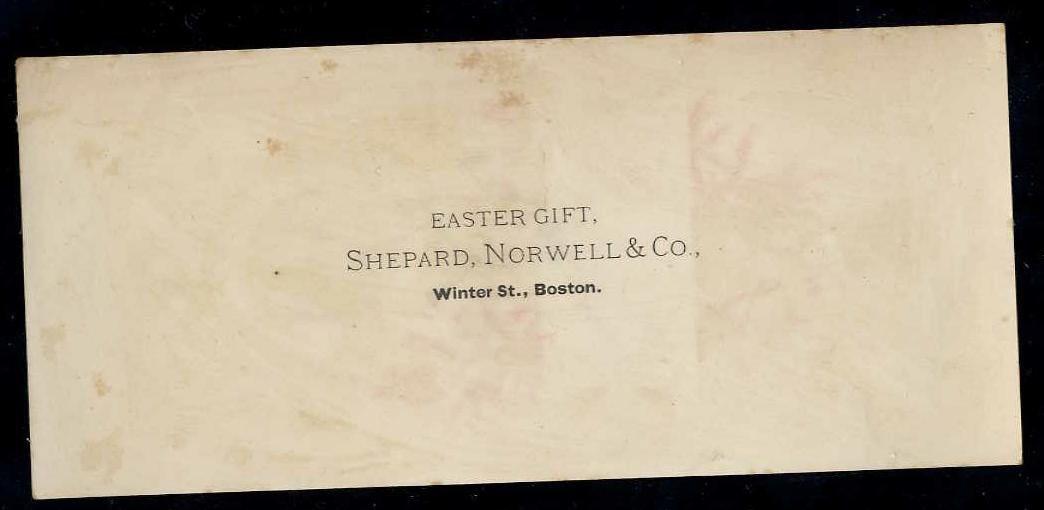 EASTER GIFT,
SHEPARD, NORWELL & CO.,
Winter St., Boston.